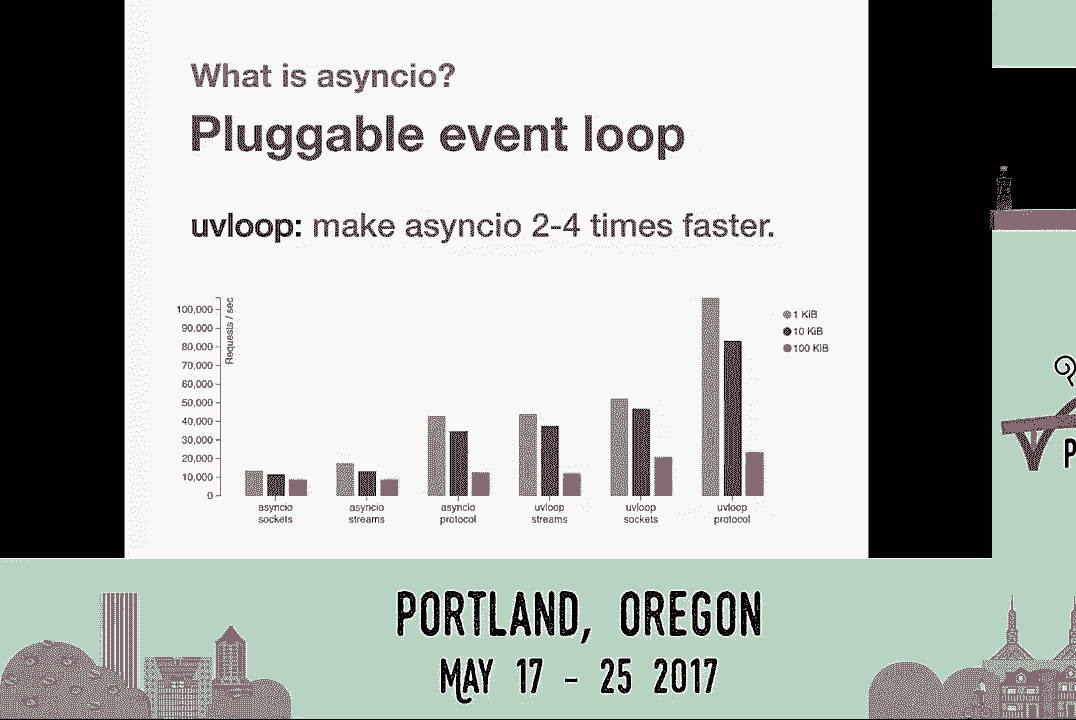 What is asyncio?
Pluggable event loop
uvloop: make asyncio 2-4 times faster.
Requests / sec
100,000
90,000
80,000
70,000
60,000
50,000
40,000
30,000
20,000
10,000
0
1 KiB
10 KiB
100 KiB
asyncio sockets
asyncio streams
asyncio protocol
uvloop streams
uvloop sockets
uvloop protocol
P
PORTLAND, OREGON
MAY 17 - 25 2017